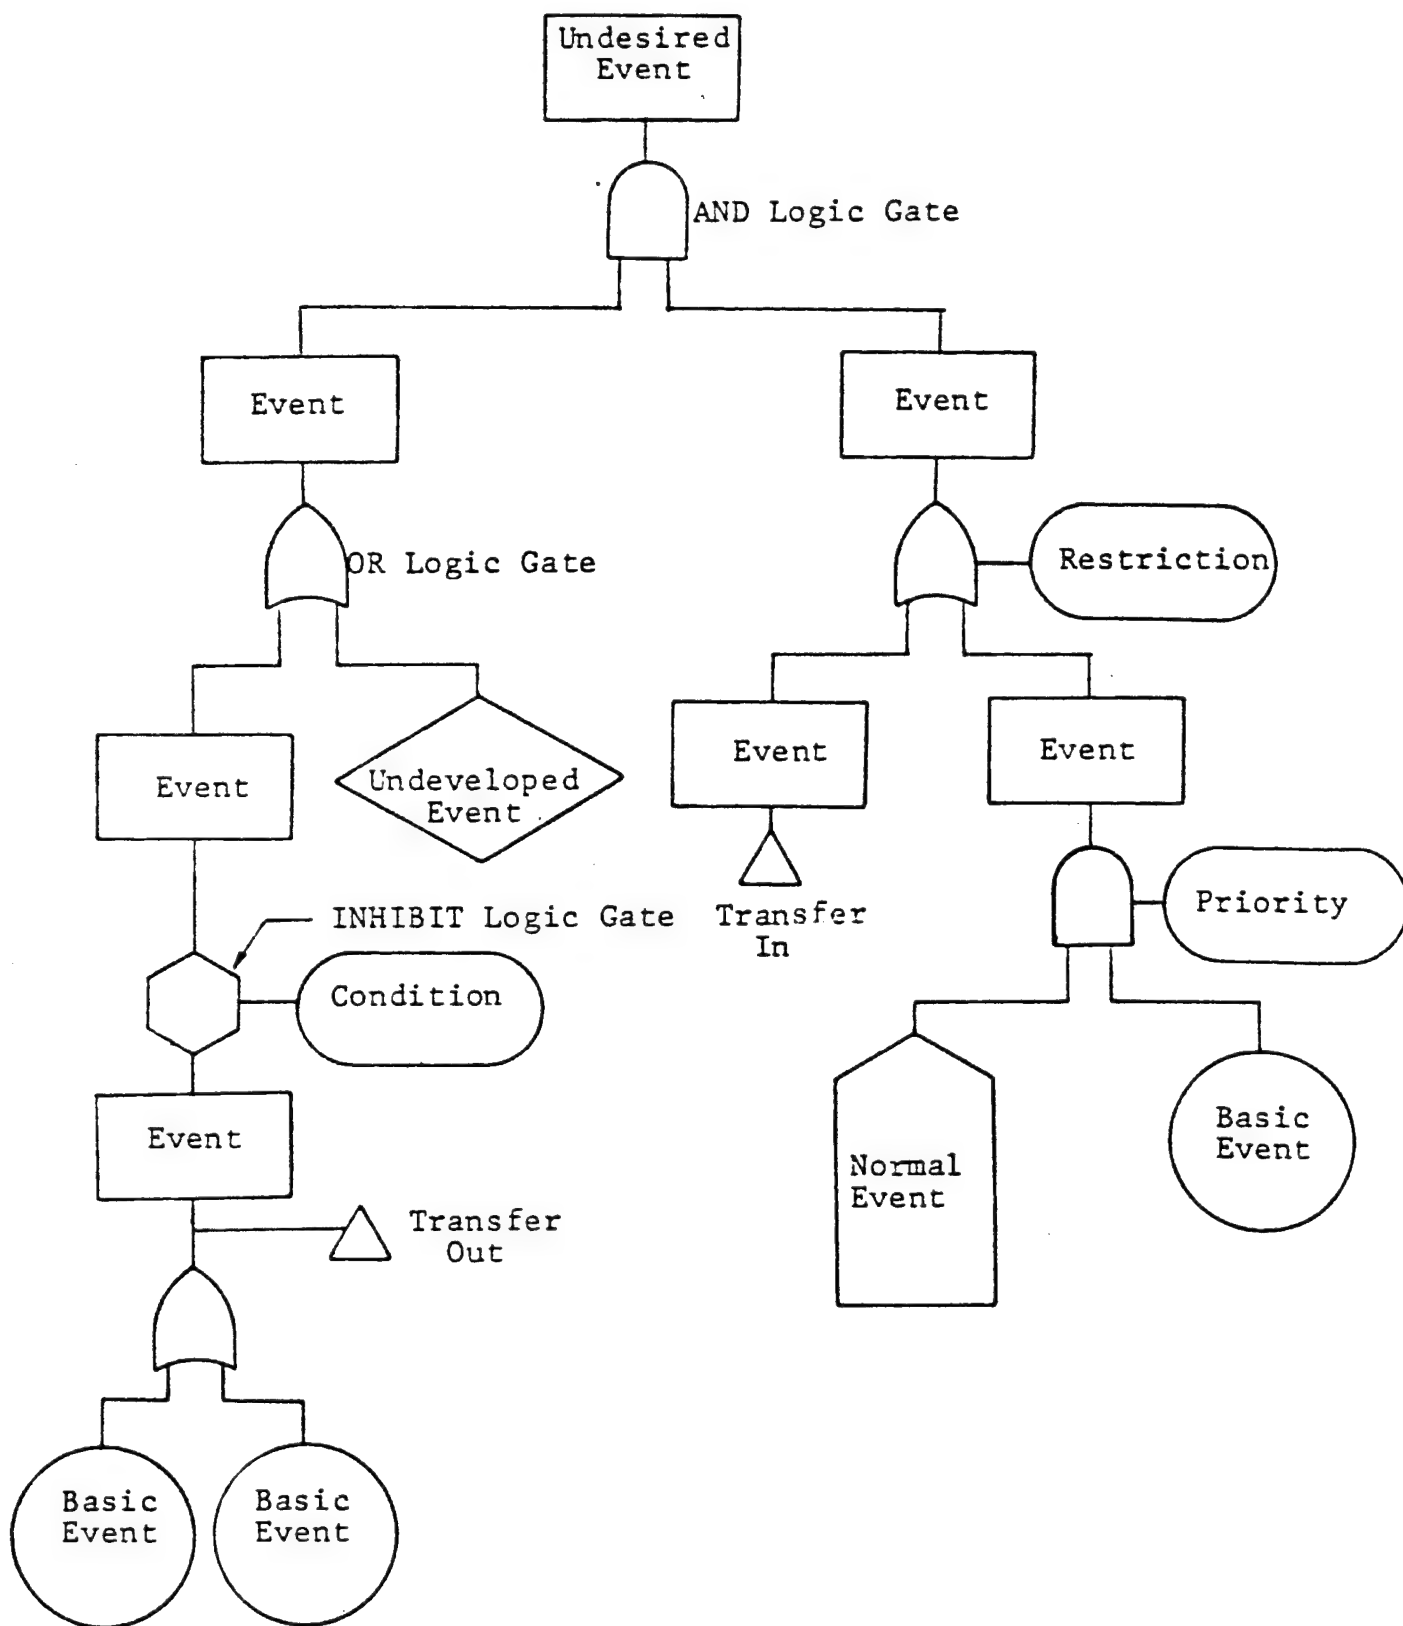 Undesired
Event
AND Logic Gate
Event
Event
OR Logic Gate
Restriction
Event
Undeveloped
Event
Event
Event
INHIBIT Logic Gate
Transfer
In
Priority
Condition
Event
Normal
Event
Basic
Event
Transfer
Out
Basic
Event
Basic
Event